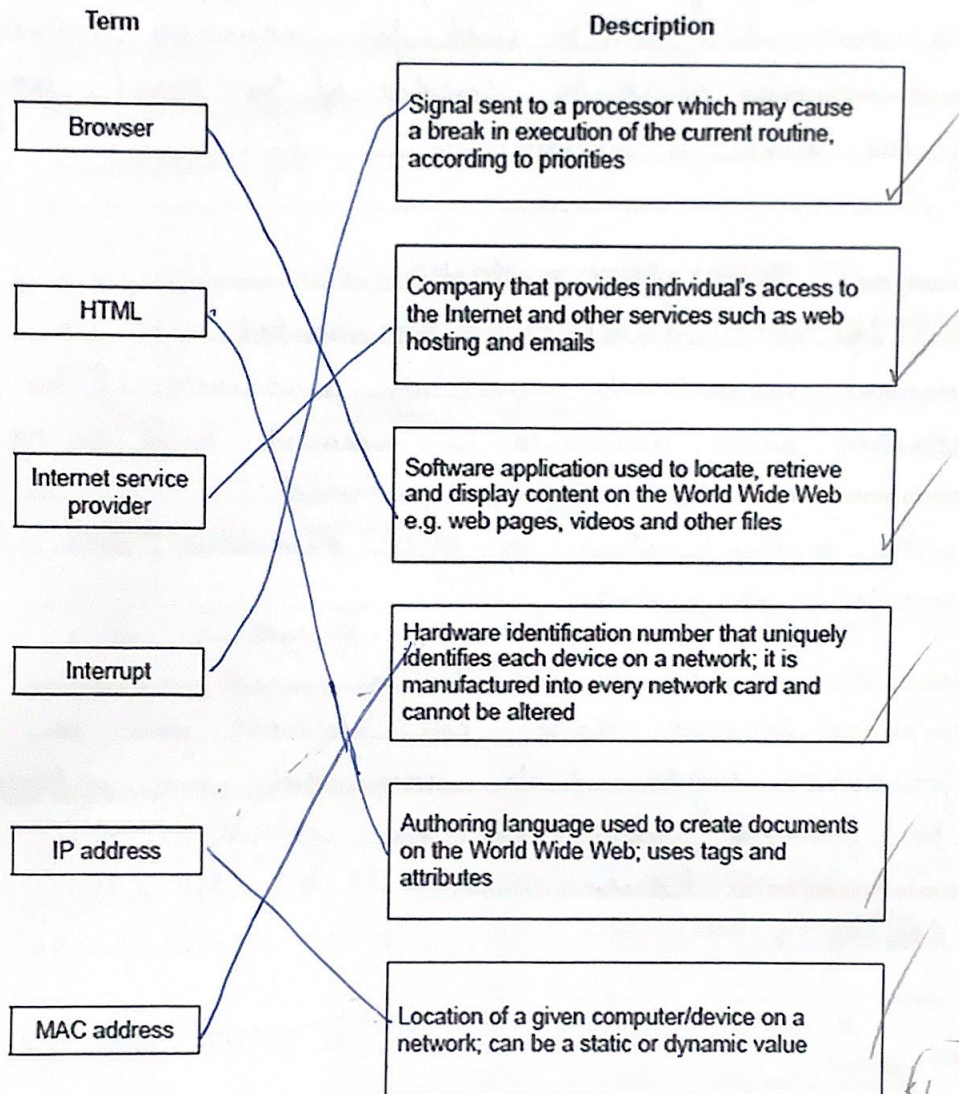 Term
Description
Browser
Signal sent to a processor which may cause
a break in execution of the current routine,
according to priorities
HTML
Company that provides individual's access to
the Internet and other services such as web
hosting and emails
Internet service
provider
Software application used to locate, retrieve
and display content on the World Wide Web
e.g. web pages, videos and other files
Interrupt
Hardware identification number that uniquely
identifies each device on a network; it is
manufactured into every network card and
cannot be altered
IP address
Authoring language used to create documents
on the World Wide Web; uses tags and
attributes
MAC address
Location of a given computer/device on a
network; can be a static or dynamic value